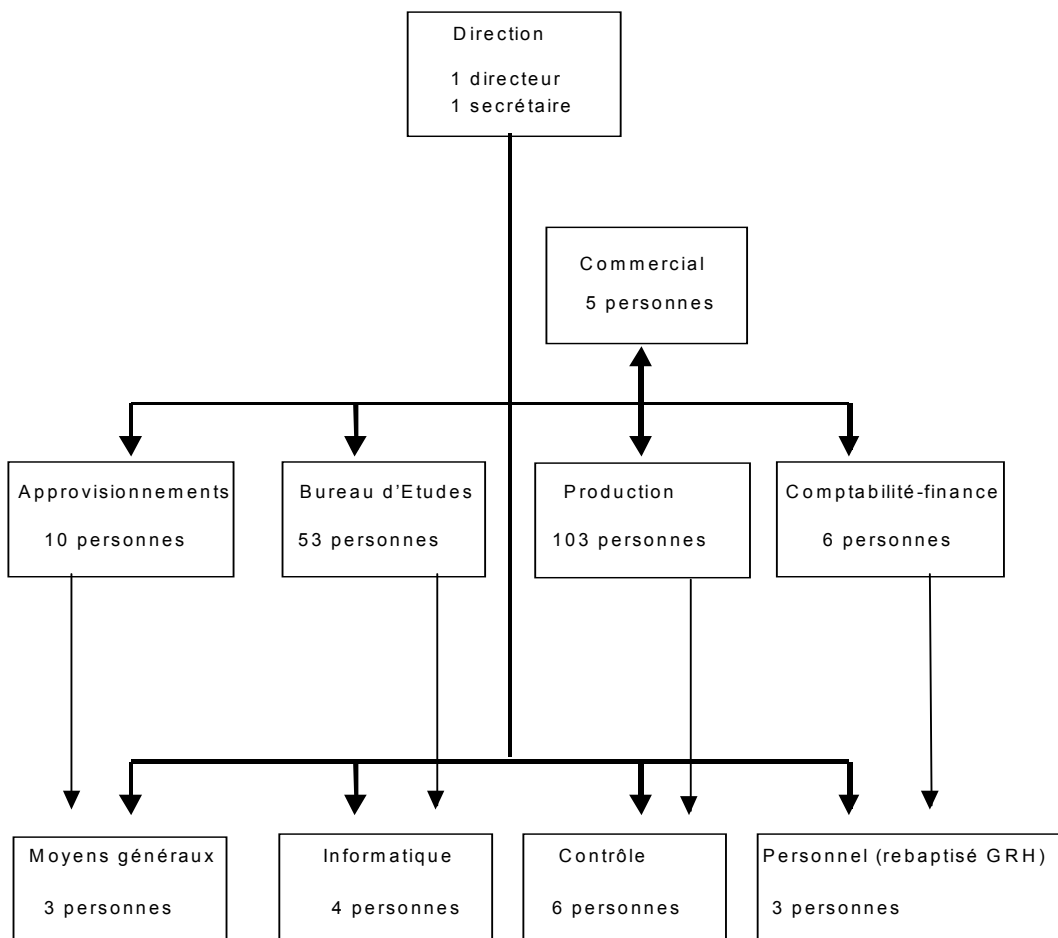 Direction
1 directeur
1 secrétaire
Commercial
5 personnes
Approvisionnements
10 personnes
Bureau d'Etudes
53 personnes
Production
103 personnes
Comptabilité-finance
6 personnes
Moyens généraux
3 personnes
Informatique
4 personnes
Contrôle
6 personnes
Personnel (rebaptisé GRH)
3 personnes